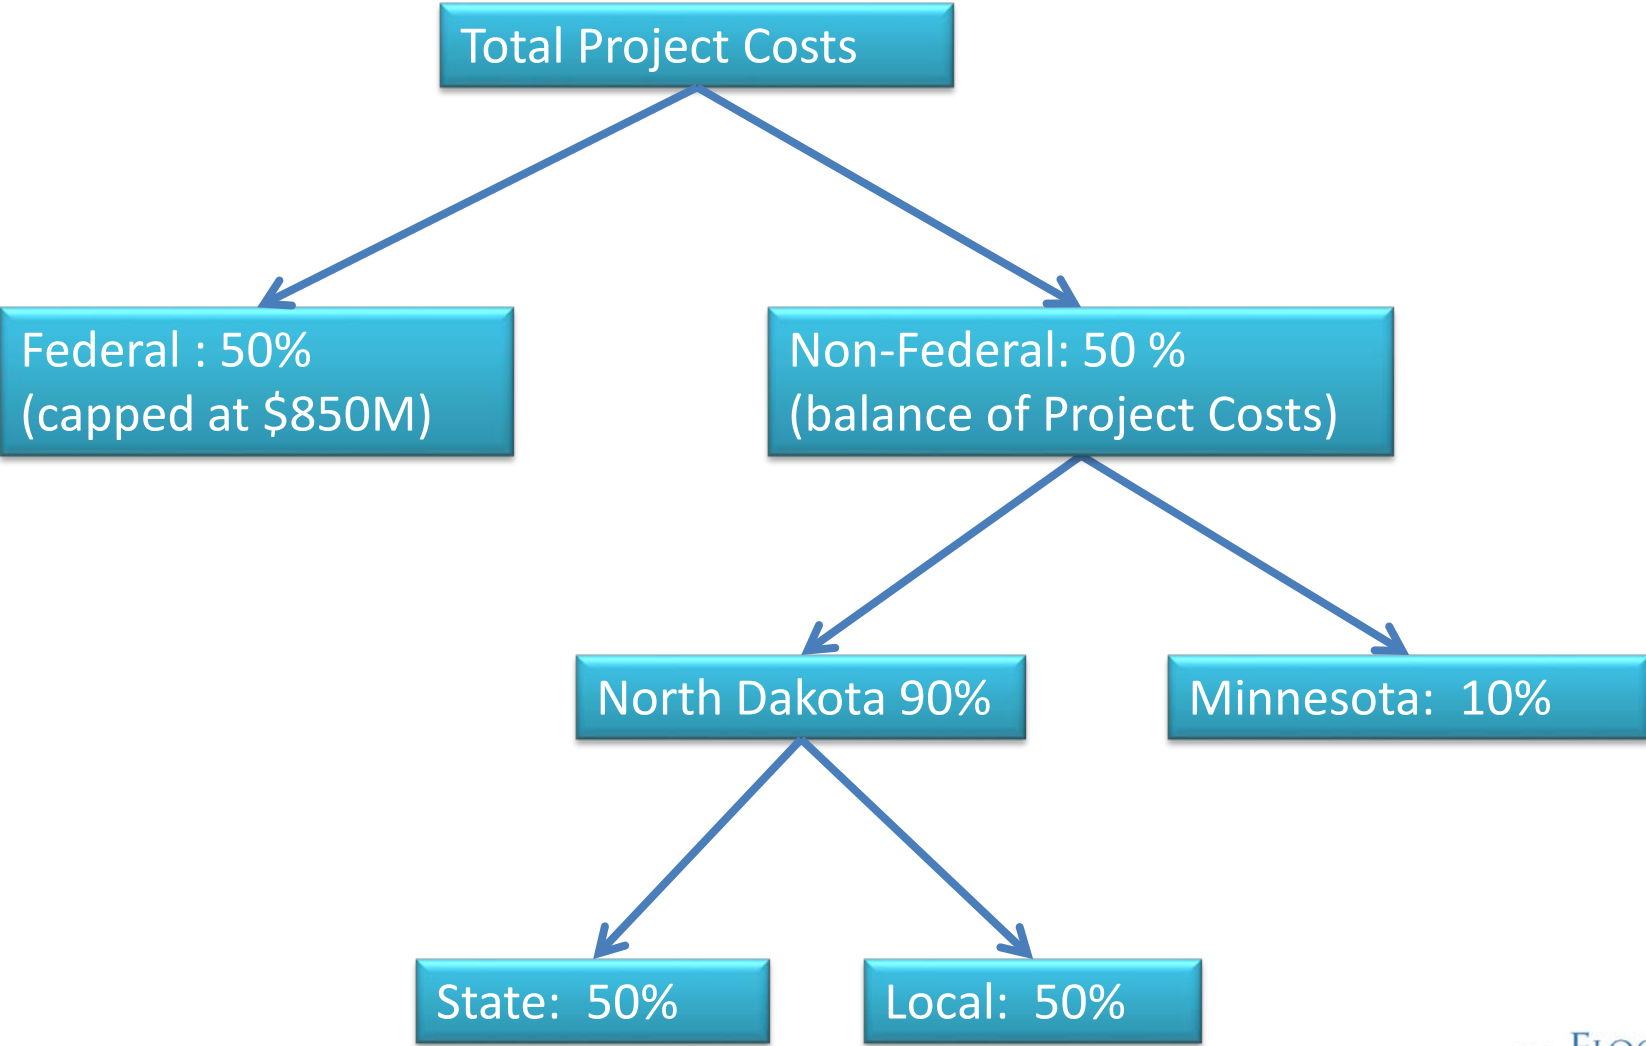 Total Project Costs
Federal : 50%
(capped at $850M)
Non-Federal: 50 %
(balance of Project Costs)
North Dakota 90%
Minnesota:  10%
State:  50%
Local:  50%